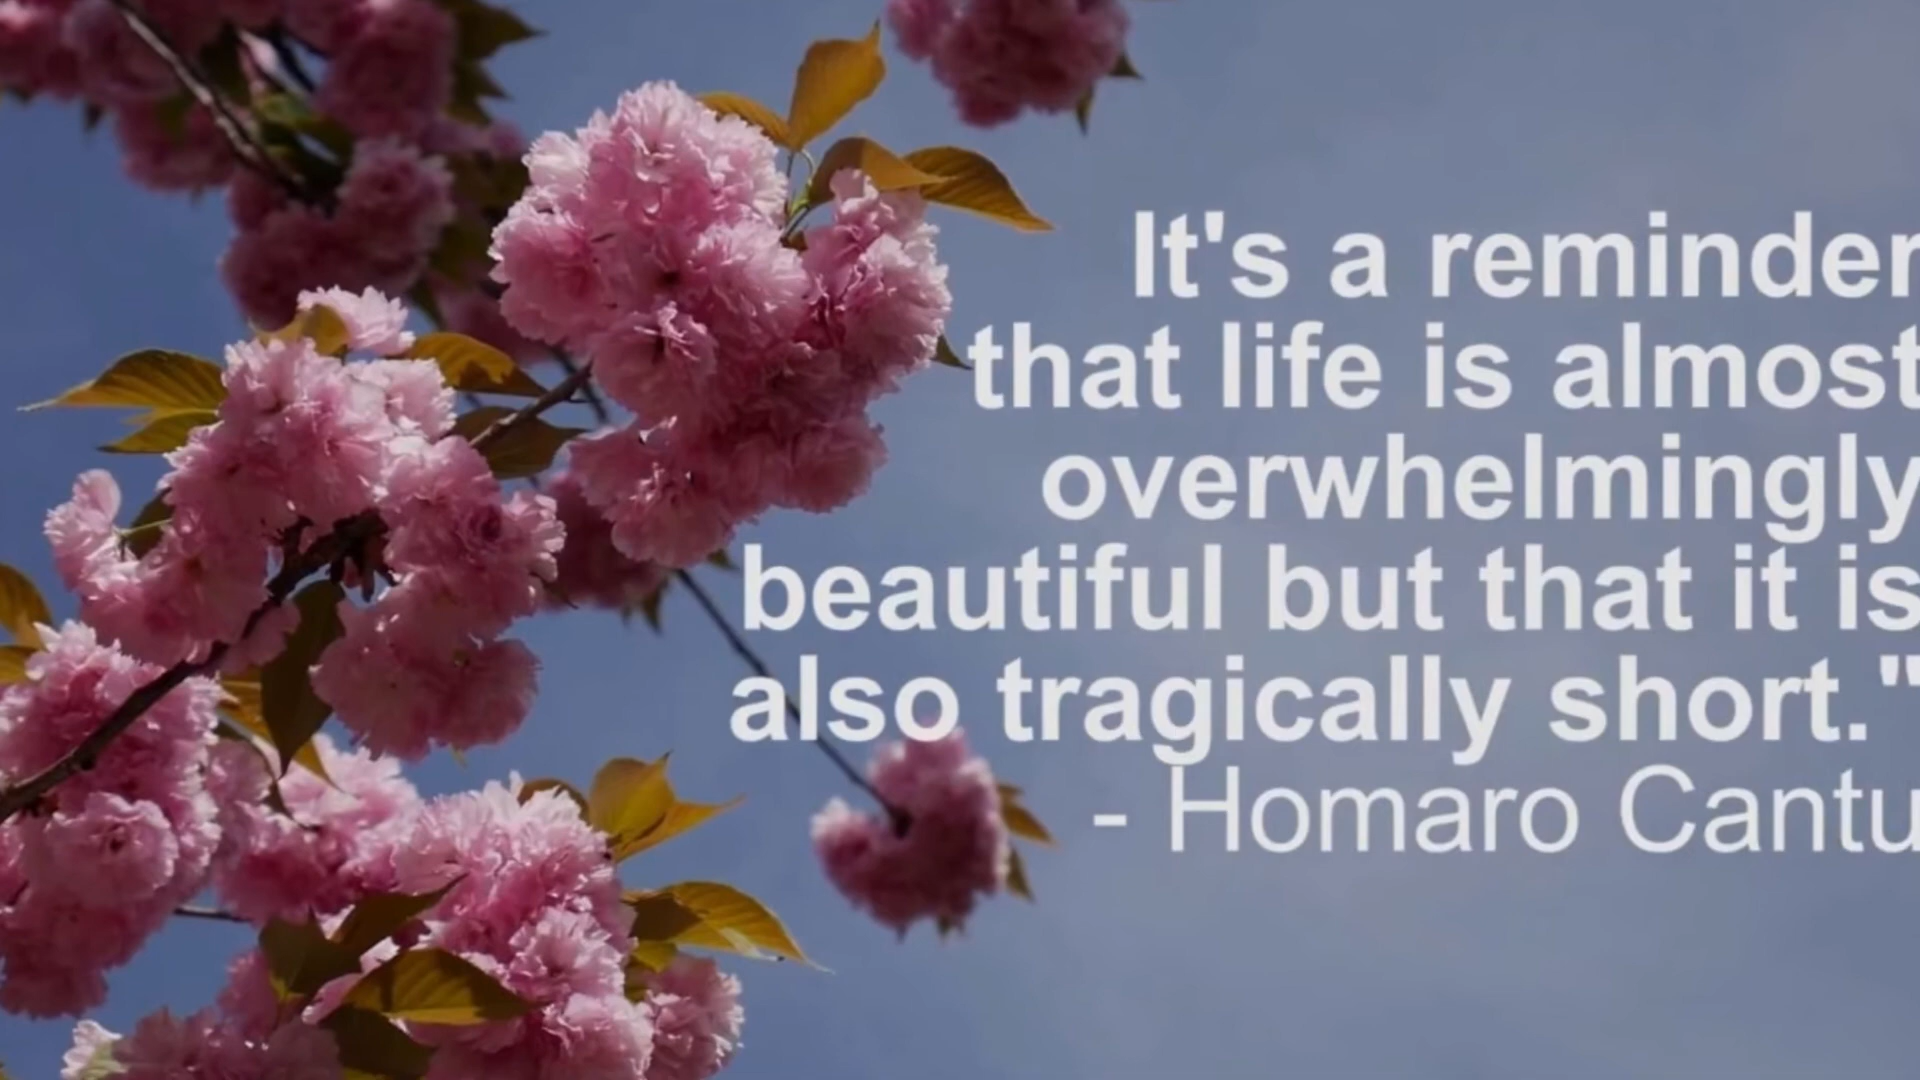 It's a reminder
that life is almost
overwhelmingly
beautiful but that it is
also tragically short."
- Homaro Cantu